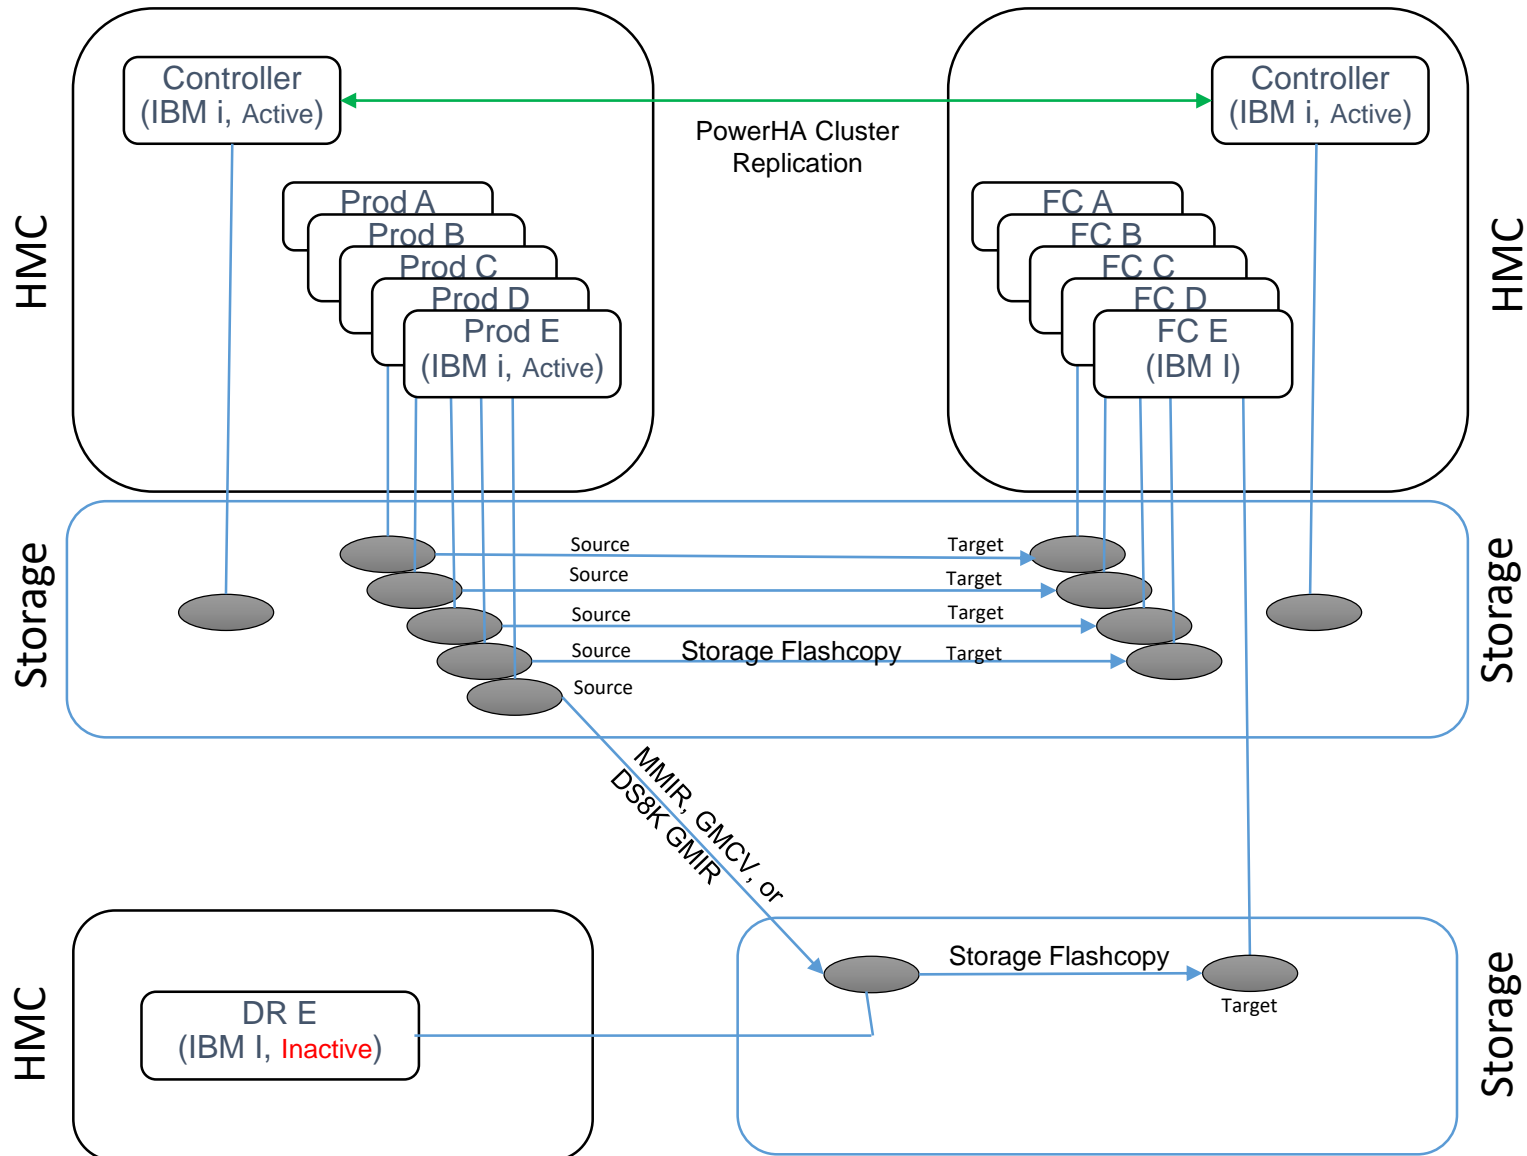 Controller
(IBM i, Active)
Controller
(IBM i, Active)
PowerHA Cluster
Replication
HMC
HMC
Prod A
Prod B
Prod C
Prod D
Prod E
(IBM i, Active)
FC A
FC B
FC C
FC D
FC E
(IBM I)
Storage
Storage
Source
Target
Source
Target
Source
Target
Source
Storage Flashcopy
Target
Source
MMIR, GMCV, or
DS8K GMIR
HMC
DR E
(IBM I, Inactive)
Storage Flashcopy
Target
Storage